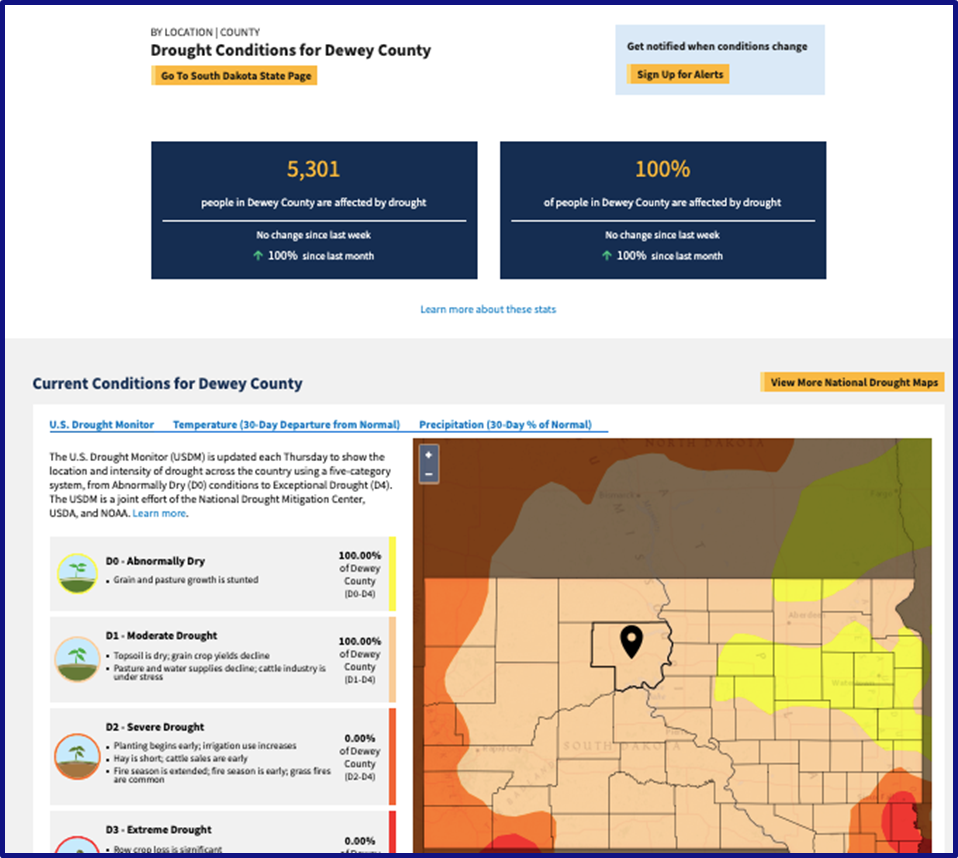 BY LOCATION | COUNTY
Drought Conditions for Dewey County
Go To South Dakota State Page
Get notified when conditions change
Sign Up for Alerts
5,301
people in Dewey County are affected by drought
No change since last week
↑ 100% since last month
100%
of people in Dewey County are affected by drought
No change since last week
↑ 100% since last month
Learn more about these stats
Current Conditions for Dewey County
View More National Drought Maps
U.S. Drought Monitor
Temperature (30-Day Departure from Normal)
Precipitation (30-Day % of Normal)
The U.S. Drought Monitor (USDM) is updated each Thursday to show the
location and intensity of drought across the country using a five-category
system, from Abnormally Dry (D0) conditions to Exceptional Drought (D4).
The USDM is a joint effort of the National Drought Mitigation Center,
USDA, and NOAA. Learn more.
D0 - Abnormally Dry
• Grain and pasture growth is stunted
100.00%
of Dewey
County
(D0-D4)
D1 - Moderate Drought
• Topsoil is dry; grain crop yields decline
• Pasture and water supplies decline; cattle industry is
under stress
100.00%
of Dewey
County
(D1-D4)
D2 - Severe Drought
• Planting begins early; irrigation use increases
• Hay is short; cattle sales are early
• Fire season is extended; fire season is early; grass fires
are common
0.00%
of Dewey
County
(D2-D4)
D3 - Extreme Drought
• Row crop loss is significant
0.00%
of Dewey
+
−
NORTH DAKOTA
Bismarck
Fargo
Aberdeen
Rapid City
SOUTH DAKOTA